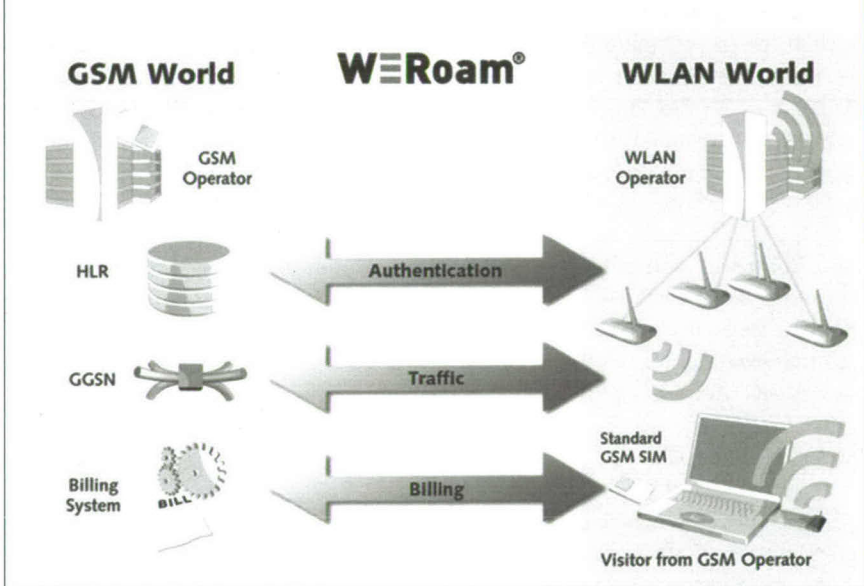 GSM World
WERoam®
WLAN World
GSM
Operator
WLAN
Operator
HLR
Authentication
GGSN
Traffic
Billing
System
BILL
Billing
Standard
GSM SIM
Visitor from GSM Operator